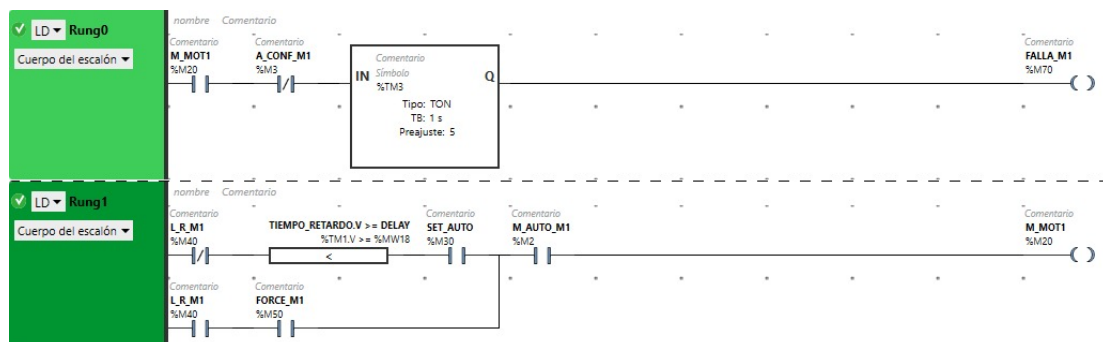 nombre Comentario
LD Rung0
Cuerpo del escalón
Comentario Comentario Comentario
M_MOT1 A_CONF_M1 FALLA_M1
%M20 %M3 %M70
Comentario
IN Símbolo Q
%TM3
Tipo: TON
TB: 1 s
Preajuste: 5
nombre Comentario
LD Rung1
Cuerpo del escalón
Comentario Comentario Comentario Comentario
L_R_M1 TIEMPO_RETARDO.V >= DELAY SET_AUTO M_AUTO_M1 M_MOT1
%M40 %TM1.V >= %MW18 %M30 %M2 %M20
<
Comentario Comentario
L_R_M1 FORCE_M1
%M40 %M50